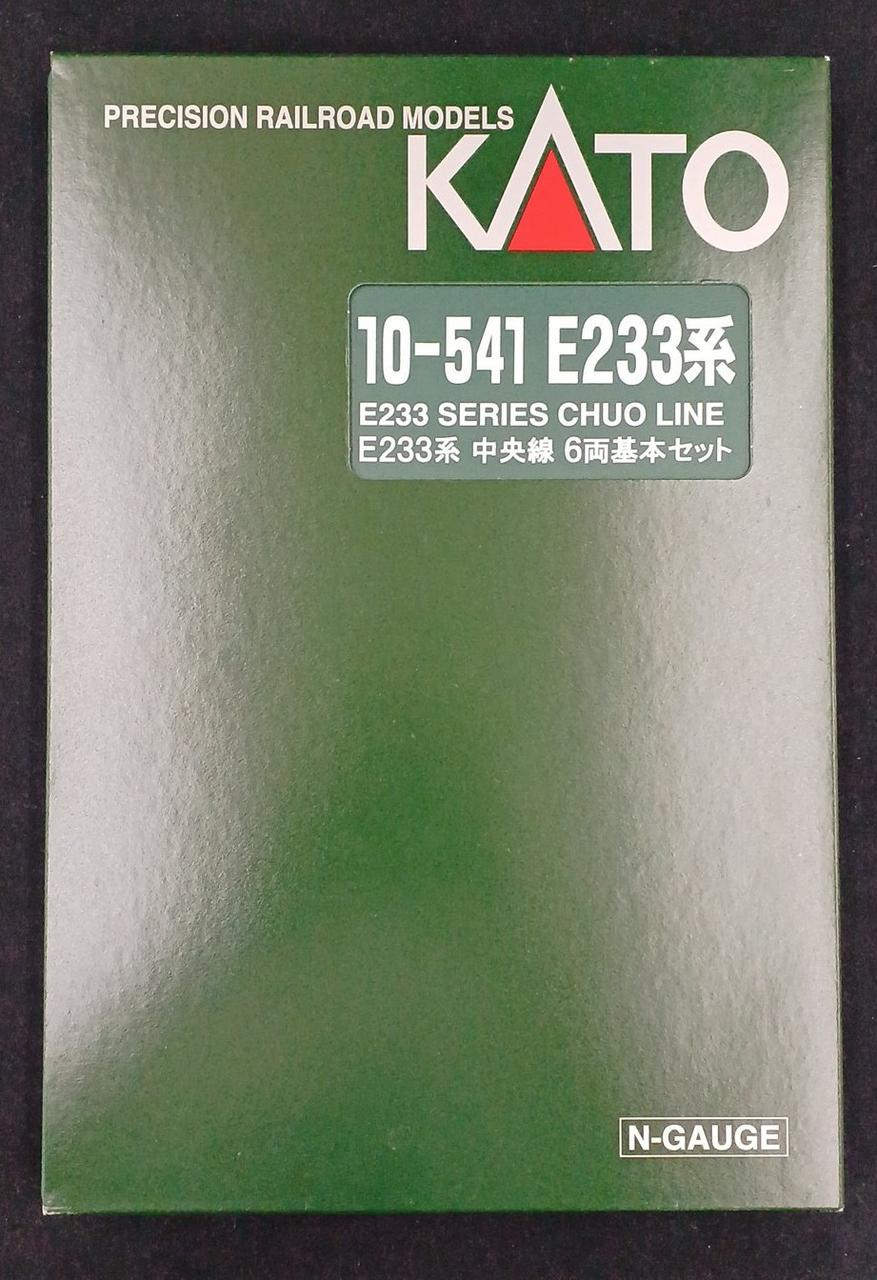 PRECISION RAILROAD MODELS
KATO
10-541 E233系
E233 SERIES CHUO LINE
E233系 中央線 6両基本セット
N-GAUGE